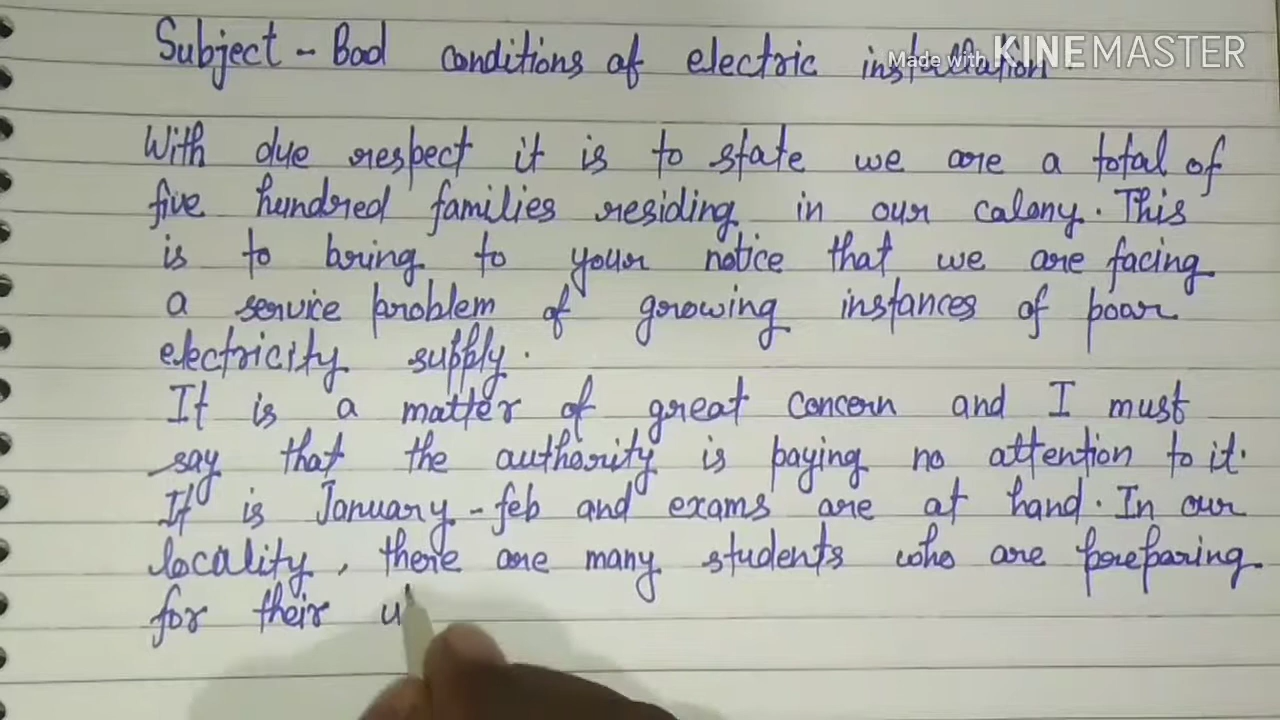 Subject - Bad conditions of electric installation.
Made with KINEMASTER
With due respect it is to state we are a total of
five hundred families residing in our colony. This
is to bring to your notice that we are facing
a service problem of growing instances of poor
electricity supply.
It is a matter of great concern and I must
say that the authority is paying no attention to it.
It is January - feb and exams are at hand. In our
locality, there are many students who are preparing
for their u